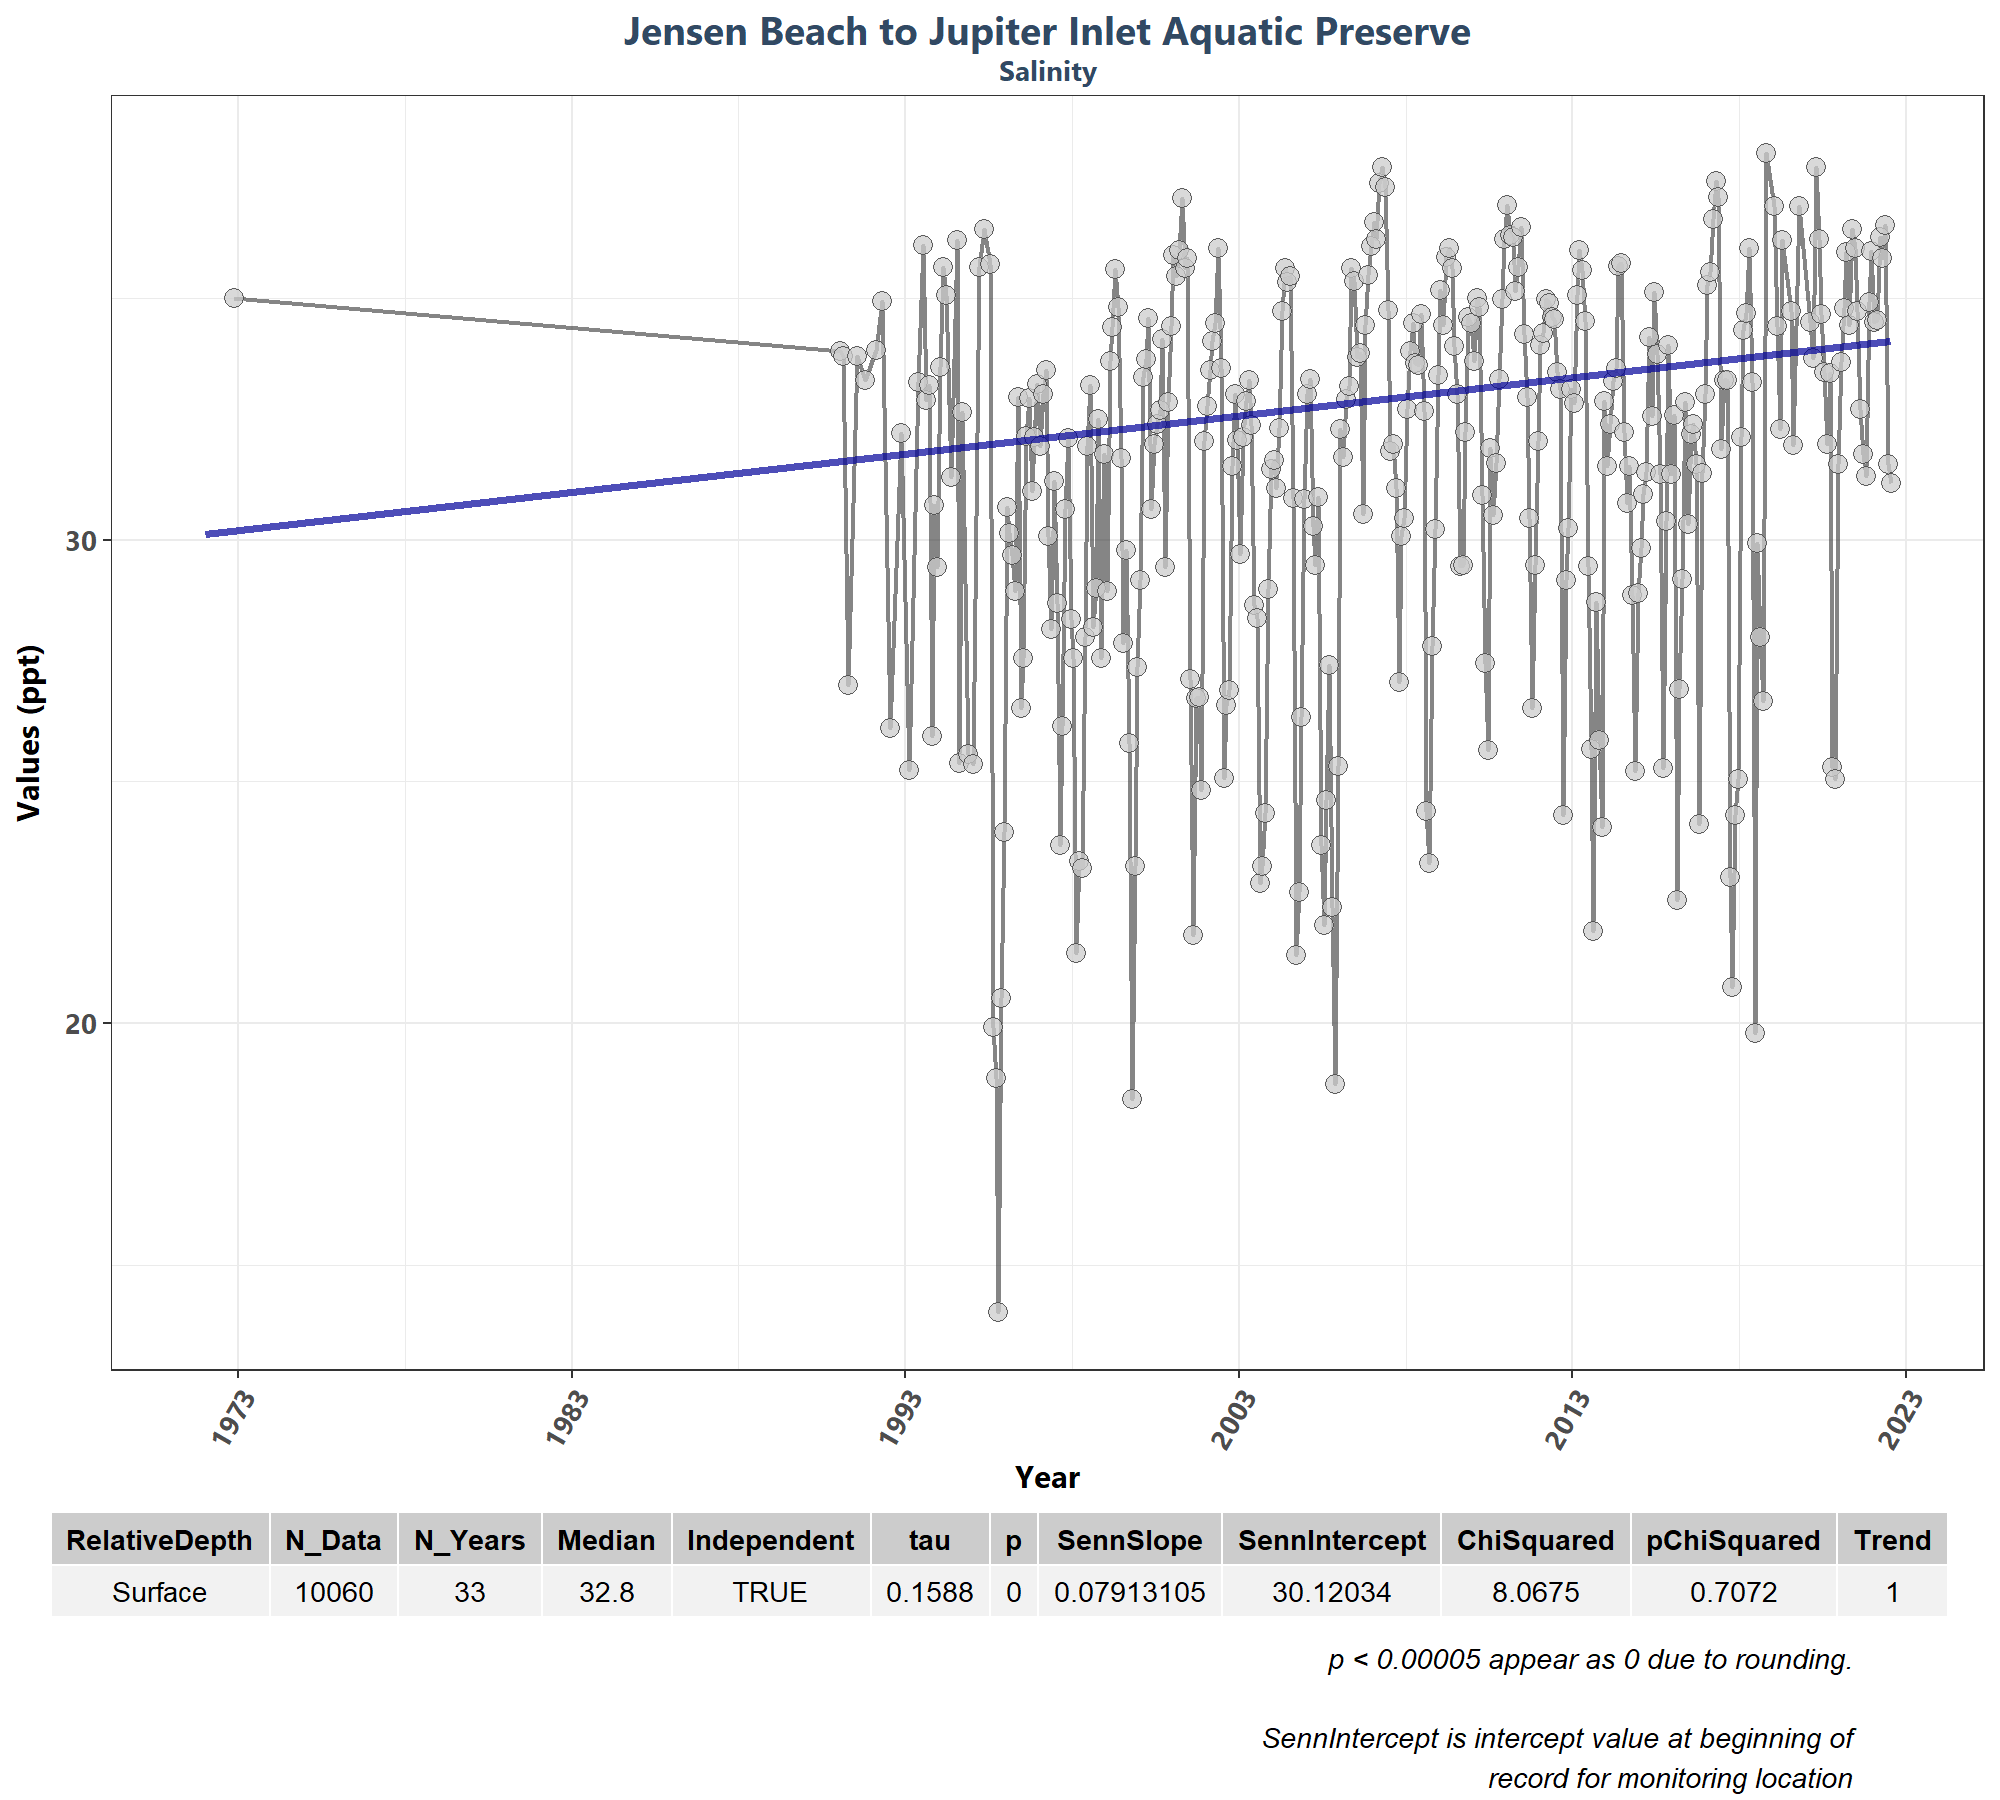 Jensen Beach to Jupiter Inlet Aquatic Preserve
Salinity
Values (ppt)
30
20
1973
1983
1993
2003
2013
2023
Year
RelativeDepth N_Data N_Years Median Independent tau p SennSlope SennIntercept ChiSquared pChiSquared Trend
Surface 10060 33 32.8 TRUE 0.1588 0 0.07913105 30.12034 8.0675 0.7072 1
p < 0.00005 appear as 0 due to rounding.
SennIntercept is intercept value at beginning of
record for monitoring location